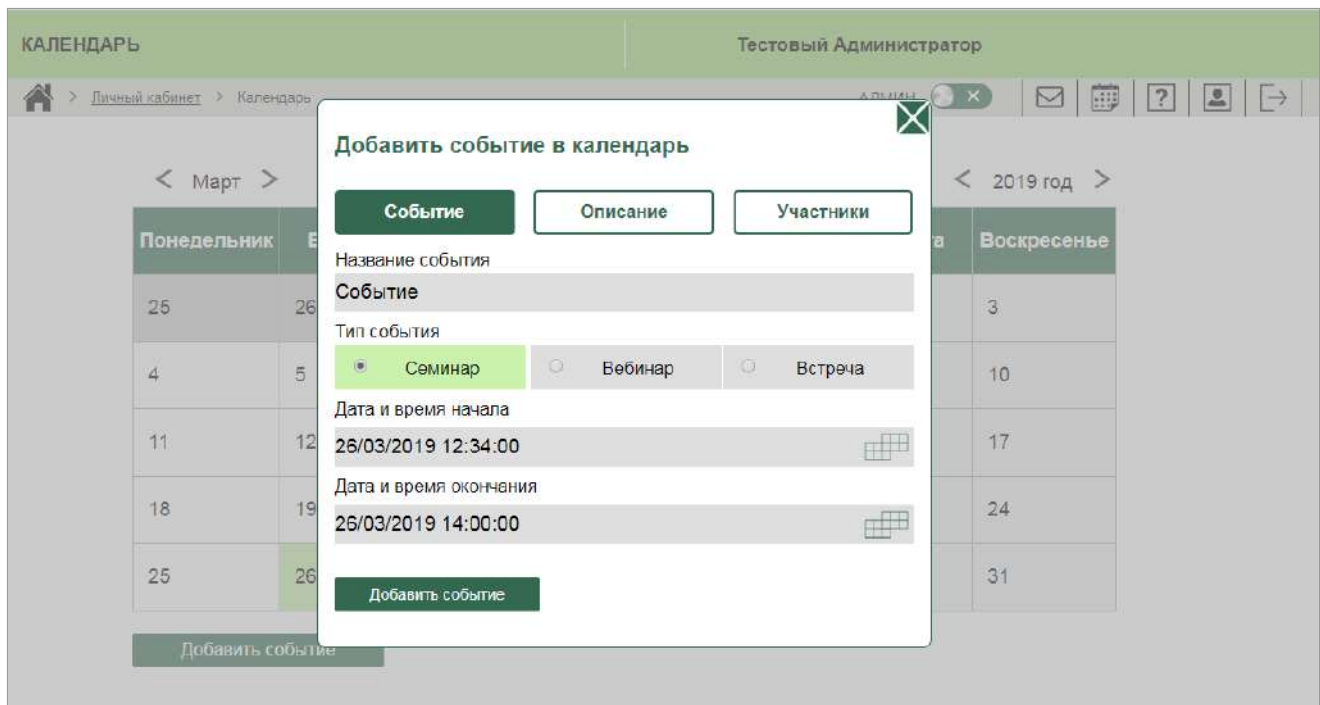 КАЛЕНДАРЬ
Тестовый Администратор
> Личный кабинет > Календарь
< Март >
< 2019 год >
Добавить событие в календарь
Событие Описание Участники
Понедельник
Воскресенье
Название события
Событие
25 26 3
Тип события
Семинар Вебинар Встреча
4 5 10
Дата и время начала
26/03/2019 12:34:00
11 12 17
Дата и время окончания
26/03/2019 14:00:00
18 19 24
25 26 31
Добавить событие
Добавить событие